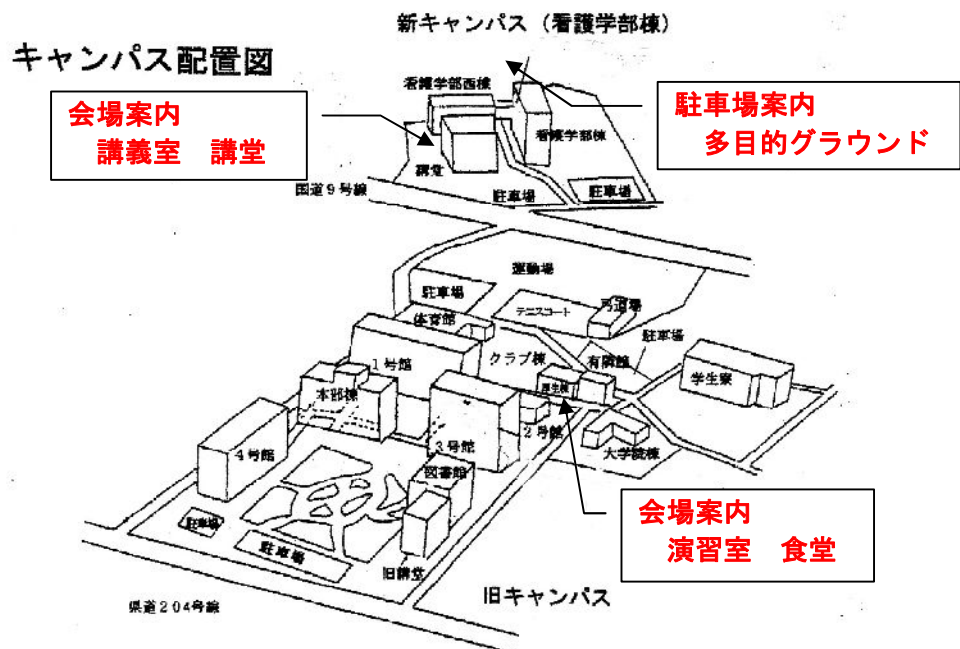 新キャンパス（看護学部棟）
キャンパス配置図
看護学部西棟
会場案内
講義室　講堂
駐車場案内
多目的グラウンド
看護学部棟
講堂
国道９号線
駐車場
駐車場
運動場
駐車場
テニスコート
弓道場
体育館
駐車場
１号館
クラブ棟
有隣館
学生寮
本部棟
厚生棟
２号館
３号館
大学院棟
４号館
図書館
会場案内
演習室　食堂
駐車場
駐車場
旧講堂
旧キャンパス
県道２０４号線